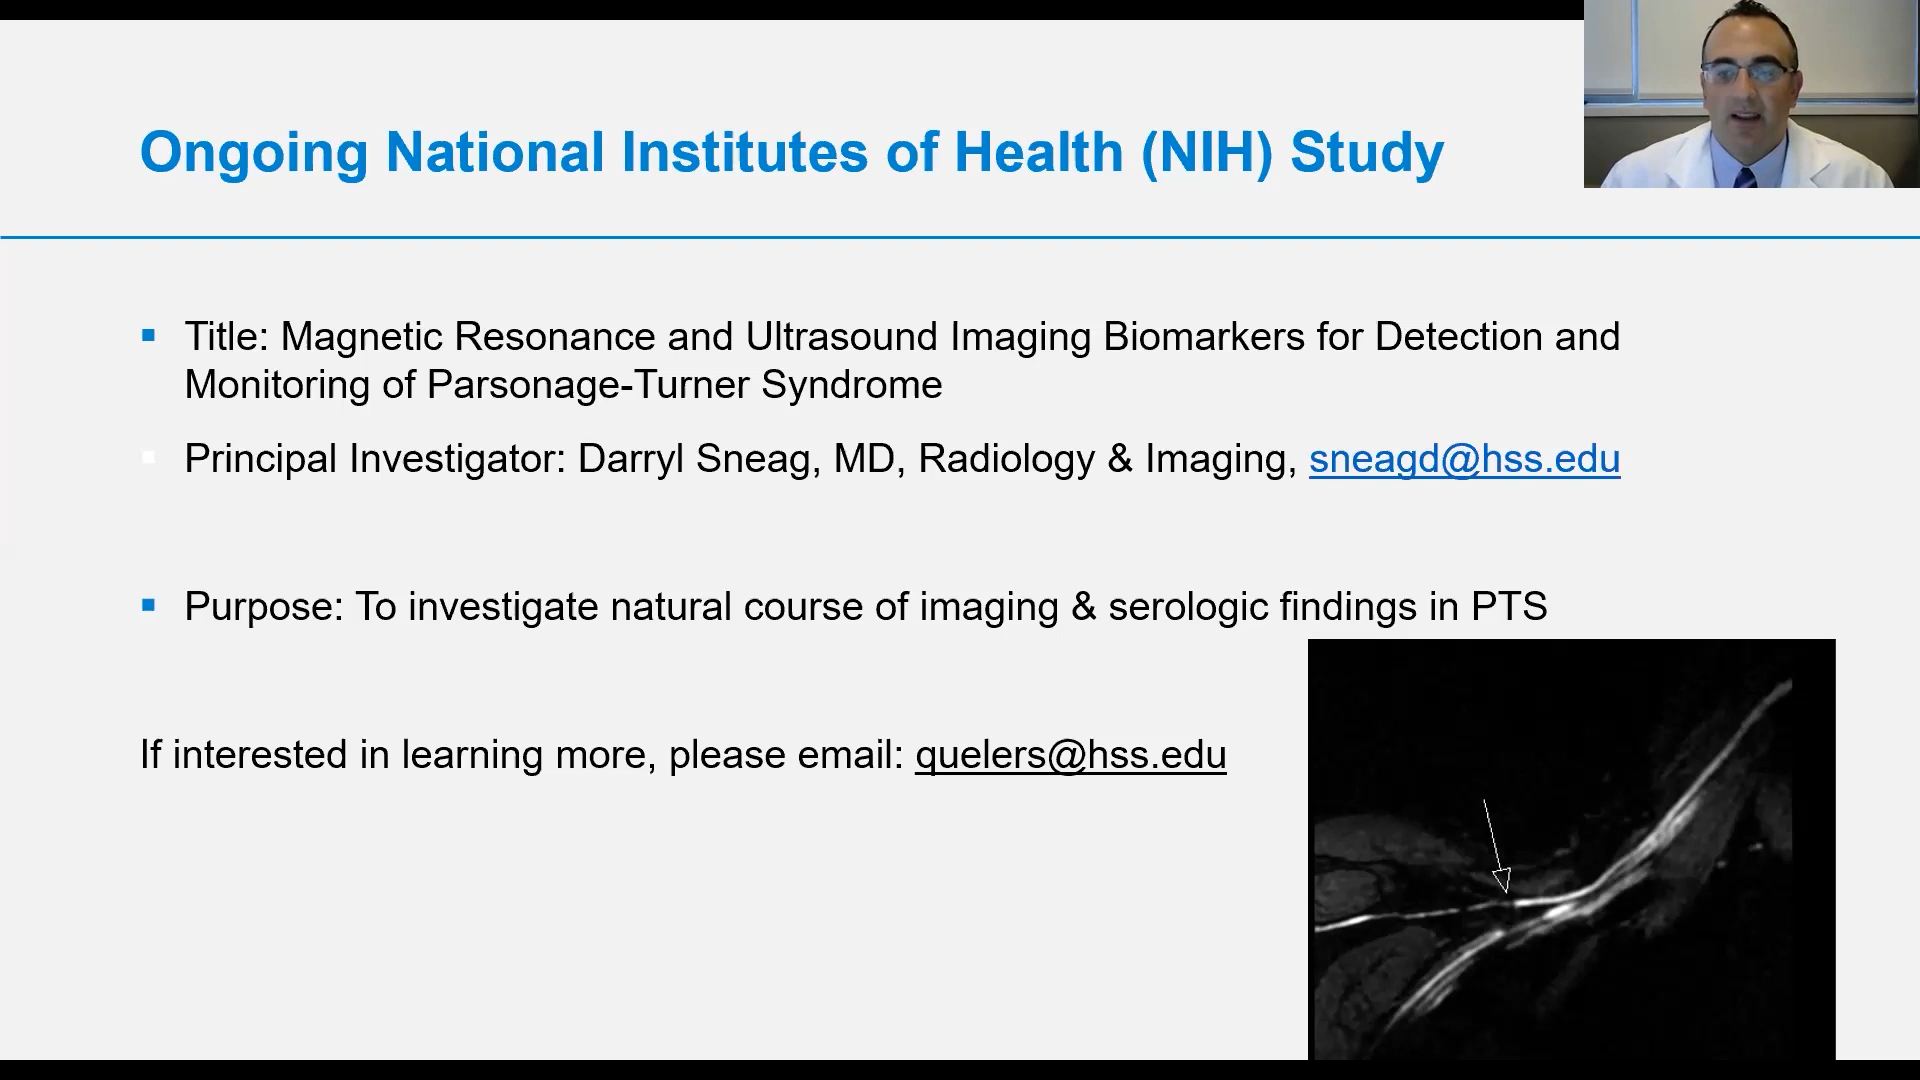 Ongoing National Institutes of Health (NIH) Study
Title: Magnetic Resonance and Ultrasound Imaging Biomarkers for Detection and
Monitoring of Parsonage-Turner Syndrome
Principal Investigator: Darryl Sneag, MD, Radiology & Imaging, sneagd@hss.edu
Purpose: To investigate natural course of imaging & serologic findings in PTS
If interested in learning more, please email: quelers@hss.edu